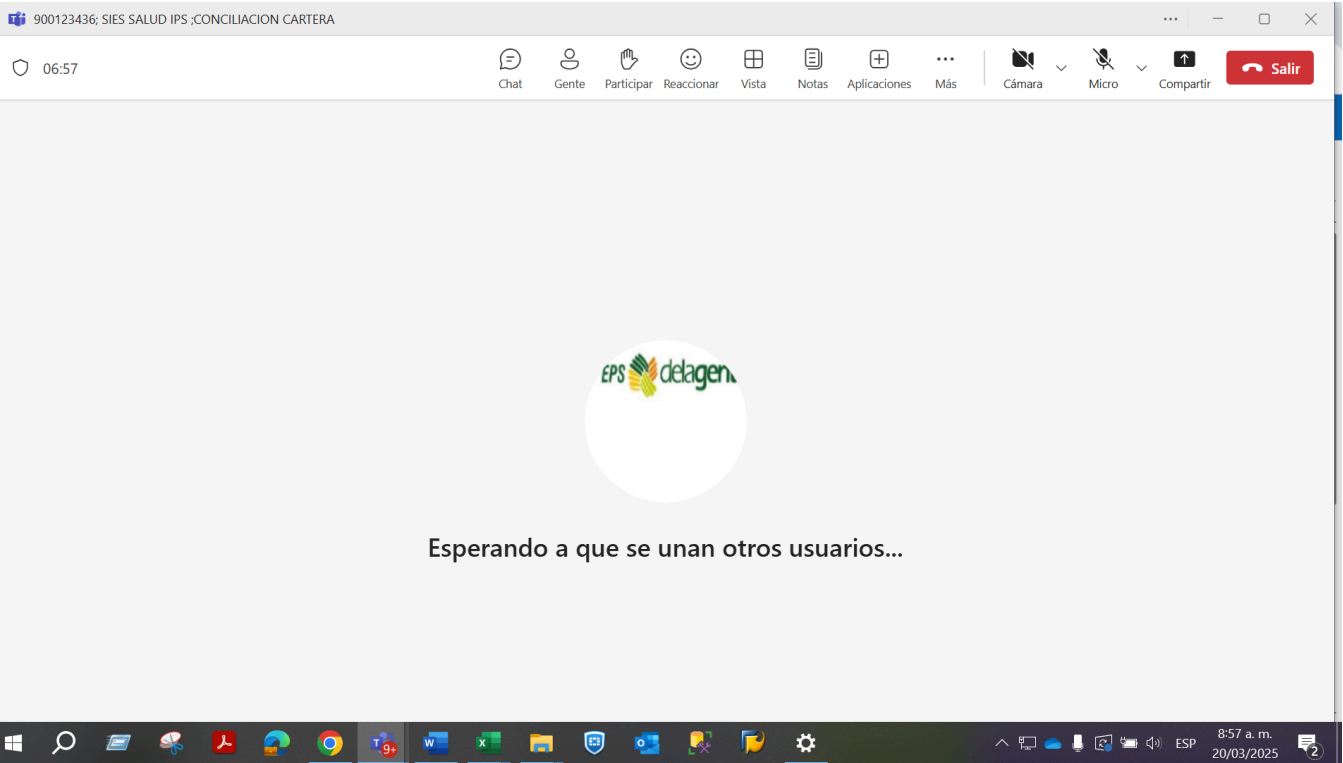 900123436; SIES SALUD IPS ;CONCILIACION CARTERA
06:57
Chat
Gente
Participar
Reaccionar
Vista
Notas
Aplicaciones
Más
Cámara
Micro
Compartir
Salir
EPS delagen
Esperando a que se unan otros usuarios...
9+
ESP
8:57 a. m.
20/03/2025
2